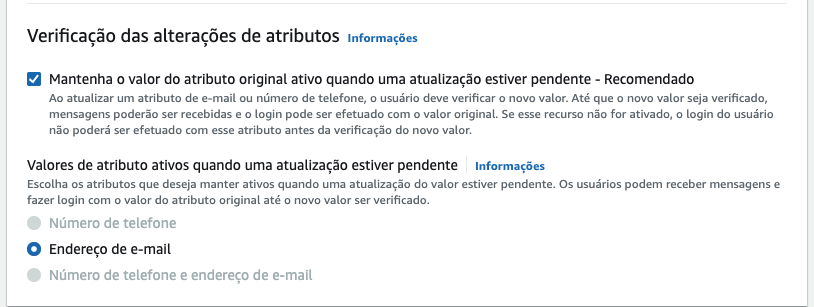 Verificação das alterações de atributos Informações
Mantenha o valor do atributo original ativo quando uma atualização estiver pendente - Recomendado
Ao atualizar um atributo de e-mail ou número de telefone, o usuário deve verificar o novo valor. Até que o novo valor seja verificado,
mensagens poderão ser recebidas e o login pode ser efetuado com o valor original. Se esse recurso não for ativado, o login do usuário
não poderá ser efetuado com esse atributo antes da verificação do novo valor.
Valores de atributo ativos quando uma atualização estiver pendente Informações
Escolha os atributos que deseja manter ativos quando uma atualização do valor estiver pendente. Os usuários podem receber mensagens e
fazer login com o valor do atributo original até o novo valor ser verificado.
Número de telefone
Endereço de e-mail
Número de telefone e endereço de e-mail